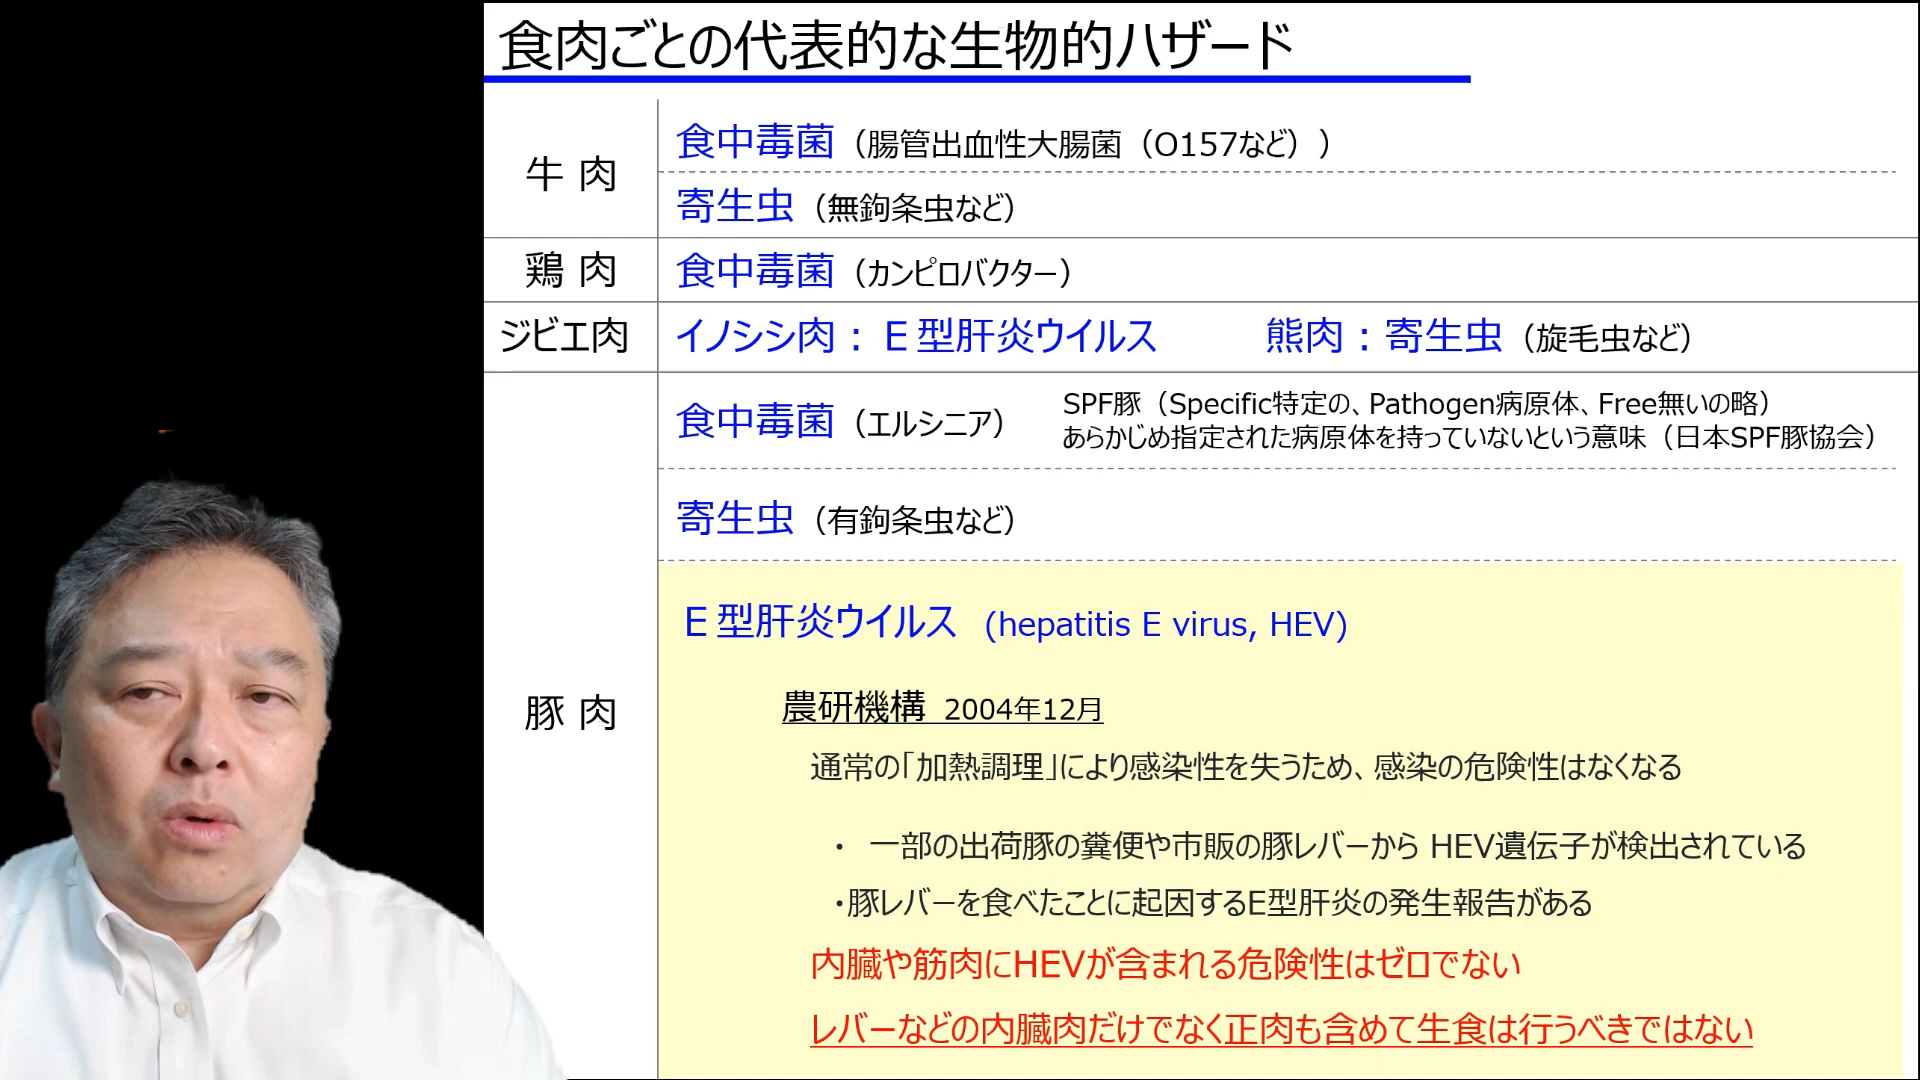 食肉ごとの代表的な生物的ハザード
牛 肉
食中毒菌（腸管出血性大腸菌（O157など））
寄生虫（無鉤条虫など）
鶏 肉
食中毒菌（カンピロバクター）
ジビエ肉
イノシシ肉：E型肝炎ウイルス　熊肉：寄生虫（旋毛虫など）
豚 肉
食中毒菌（エルシニア）
SPF豚（Specific特定の、Pathogen病原体、Free無いの略）
あらかじめ指定された病原体を持っていないという意味（日本SPF豚協会）
寄生虫（有鉤条虫など）
E型肝炎ウイルス (hepatitis E virus, HEV)
農研機構 2004年12月
通常の「加熱調理」により感染性を失うため、感染の危険性はなくなる
・ 一部の出荷豚の糞便や市販の豚レバーから HEV遺伝子が検出されている
・豚レバーを食べたことに起因するE型肝炎の発生報告がある
内臓や筋肉にHEVが含まれる危険性はゼロでない
レバーなどの内臓肉だけでなく正肉も含めて生食は行うべきではない